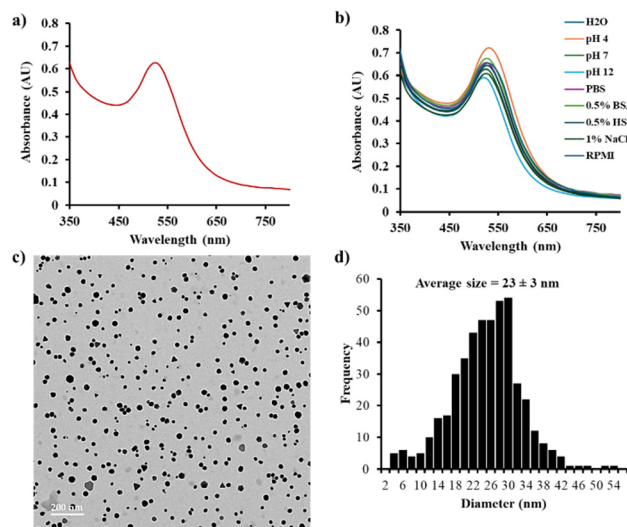 a)
0.8
0.7
0.6
0.5
0.4
0.3
0.2
0.1
0
350 450 550 650 750
Absorbance (AU)
Wavelength (nm)
b)
0.8
0.7
0.6
0.5
0.4
0.3
0.2
0.1
0
350 450 550 650 750
Absorbance (AU)
Wavelength (nm)
H2O
pH 4
pH 7
pH 12
PBS
0.5% BS
0.5% HS
1% NaCl
RPMI
c)
200 nm
d)
Average size = 23 ± 3 nm
60
50
40
30
20
10
0
2 6 10 14 18 22 26 30 34 38 42 46 50 54
Frequency
Diameter (nm)